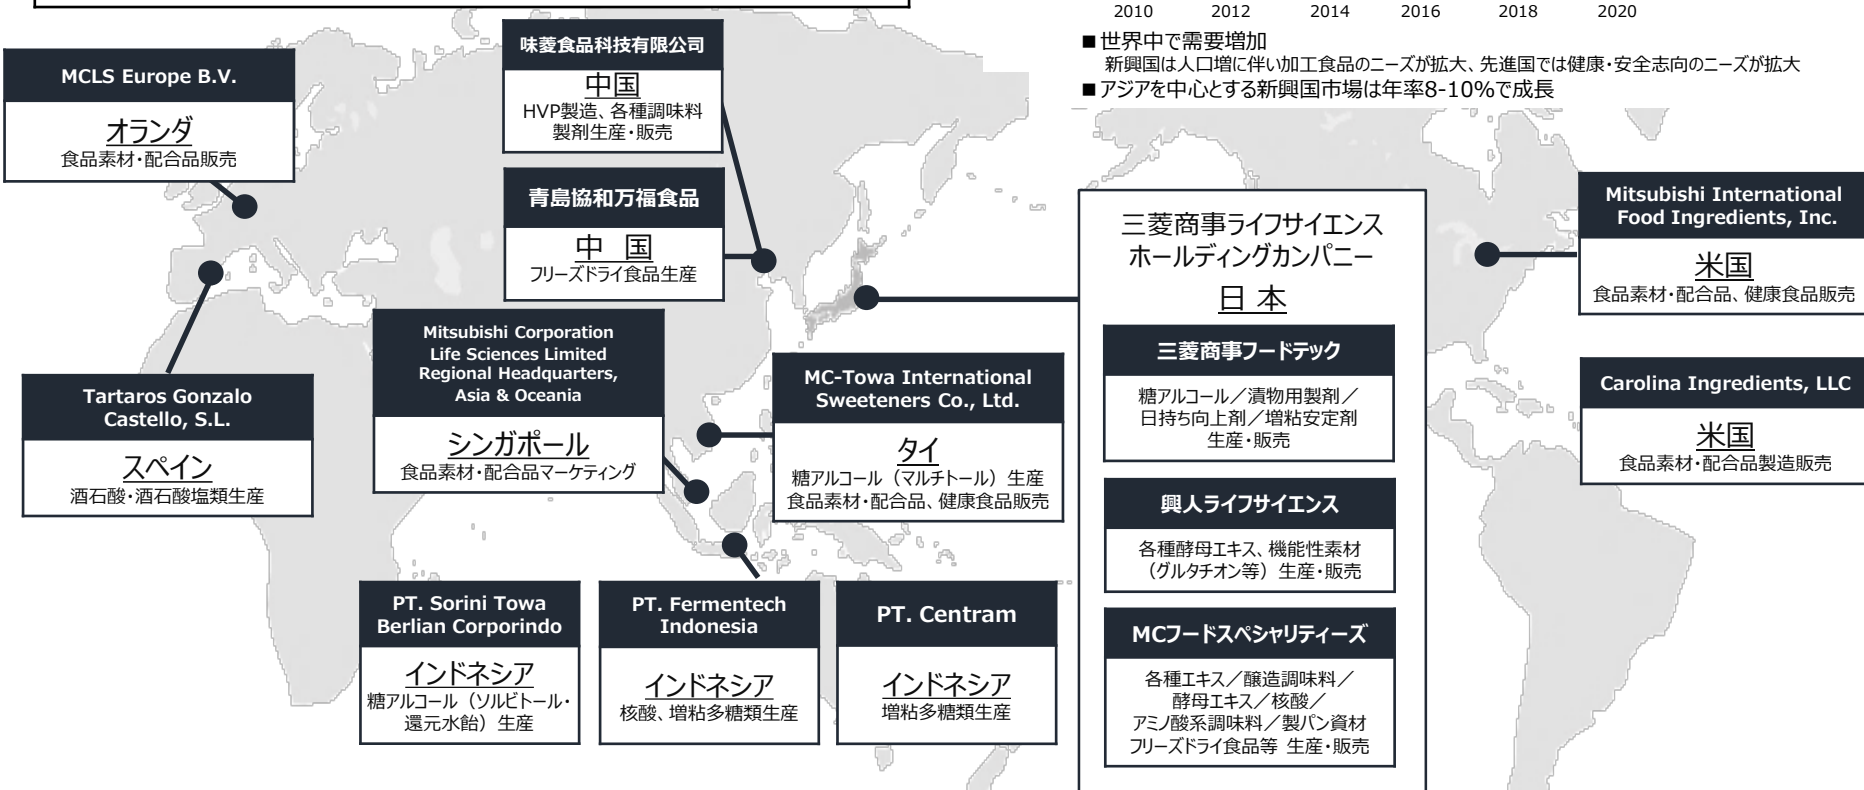 2010 2012 2014 2016 2018 2020
■世界中で需要増加
新興国は人口増に伴い加工食品のニーズが拡大、先進国では健康・安全志向のニーズが拡大
■アジアを中心とする新興国市場は年率8-10%で成長
MCLS Europe B.V.
オランダ
食品素材・配合品販売
味菱食品科技有限公司
中国
HVP製造、各種調味料
製剤生産・販売
青島協和万福食品
中 国
フリーズドライ食品生産
Tartaros Gonzalo
Castello, S.L.
スペイン
酒石酸・酒石酸塩類生産
Mitsubishi Corporation
Life Sciences Limited
Regional Headquarters,
Asia & Oceania
シンガポール
食品素材・配合品マーケティング
MC-Towa International
Sweeteners Co., Ltd.
タイ
糖アルコール（マルチトール）生産
食品素材・配合品、健康食品販売
PT. Sorini Towa
Berlian Corporindo
インドネシア
糖アルコール（ソルビトール・
還元水飴）生産
PT. Fermentech
Indonesia
インドネシア
核酸、増粘多糖類生産
PT. Centram
インドネシア
増粘多糖類生産
三菱商事ライフサイエンス
ホールディングカンパニー
日 本
三菱商事フードテック
糖アルコール／漬物用製剤／
日持ち向上剤／増粘安定剤
生産・販売
興人ライフサイエンス
各種酵母エキス、機能性素材
（グルタチオン等）生産・販売
MCフードスペシャリティーズ
各種エキス／醸造調味料／
酵母エキス／核酸／
アミノ酸系調味料／製パン資材
フリーズドライ食品等 生産・販売
Mitsubishi International
Food Ingredients, Inc.
米国
食品素材・配合品、健康食品販売
Carolina Ingredients, LLC
米国
食品素材・配合品製造販売